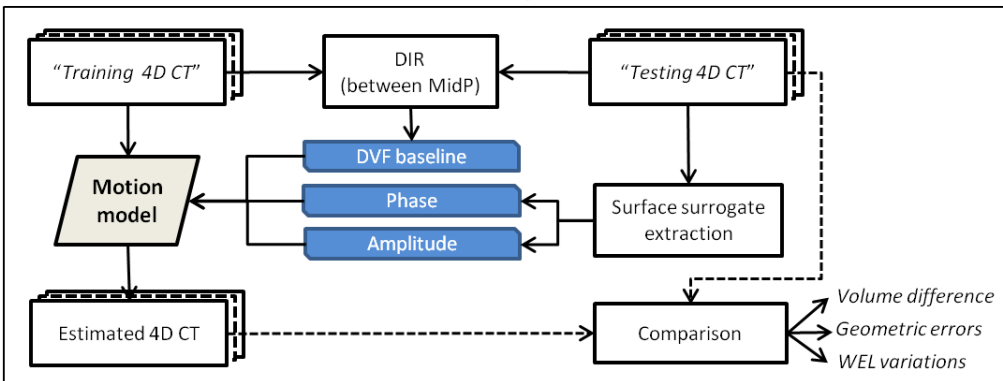 “Training 4D CT”
DIR
(between MidP)
“Testing 4D CT”
DVF baseline
Motion
model
Phase
Amplitude
Surface surrogate
extraction
Estimated 4D CT
Comparison
Volume difference
Geometric errors
WEL variations